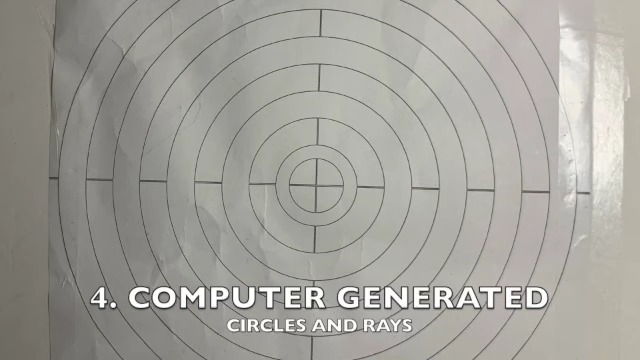 4. COMPUTER GENERATED
CIRCLES AND RAYS